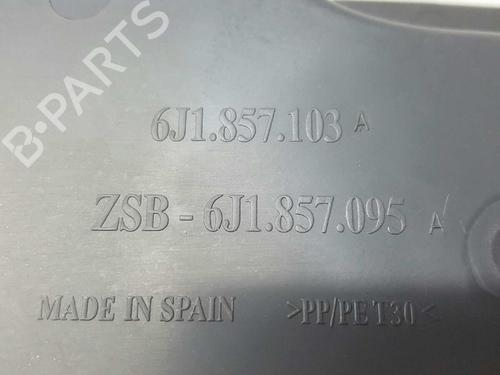 B-PARTS
6J1.857.103 A
ZSB - 6J1.857.095 A
MADE IN SPAIN >PP/PE T30<